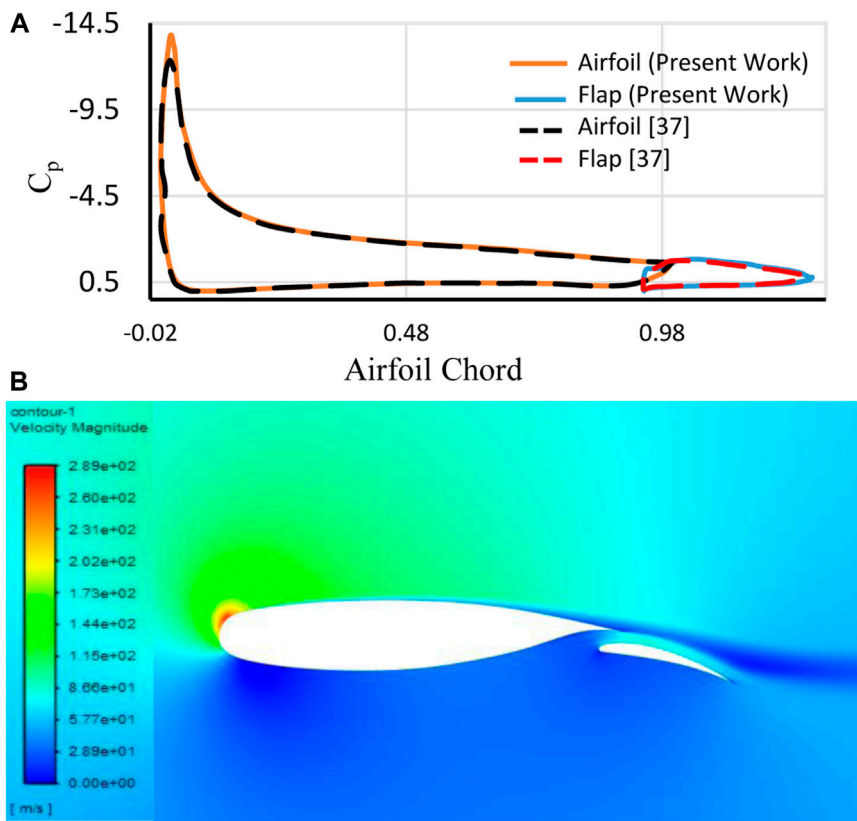 A
-14.5
-9.5
-4.5
0.5
Cp
Airfoil (Present Work)
Flap (Present Work)
Airfoil [37]
Flap [37]
-0.02
0.48
0.98
Airfoil Chord
B
contour-1
Velocity Magnitude
2.89e+02
2.60e+02
2.31e+02
2.02e+02
1.73e+02
1.44e+02
1.15e+02
8.66e+01
5.77e+01
2.89e+01
0.00e+00
[ m/s ]